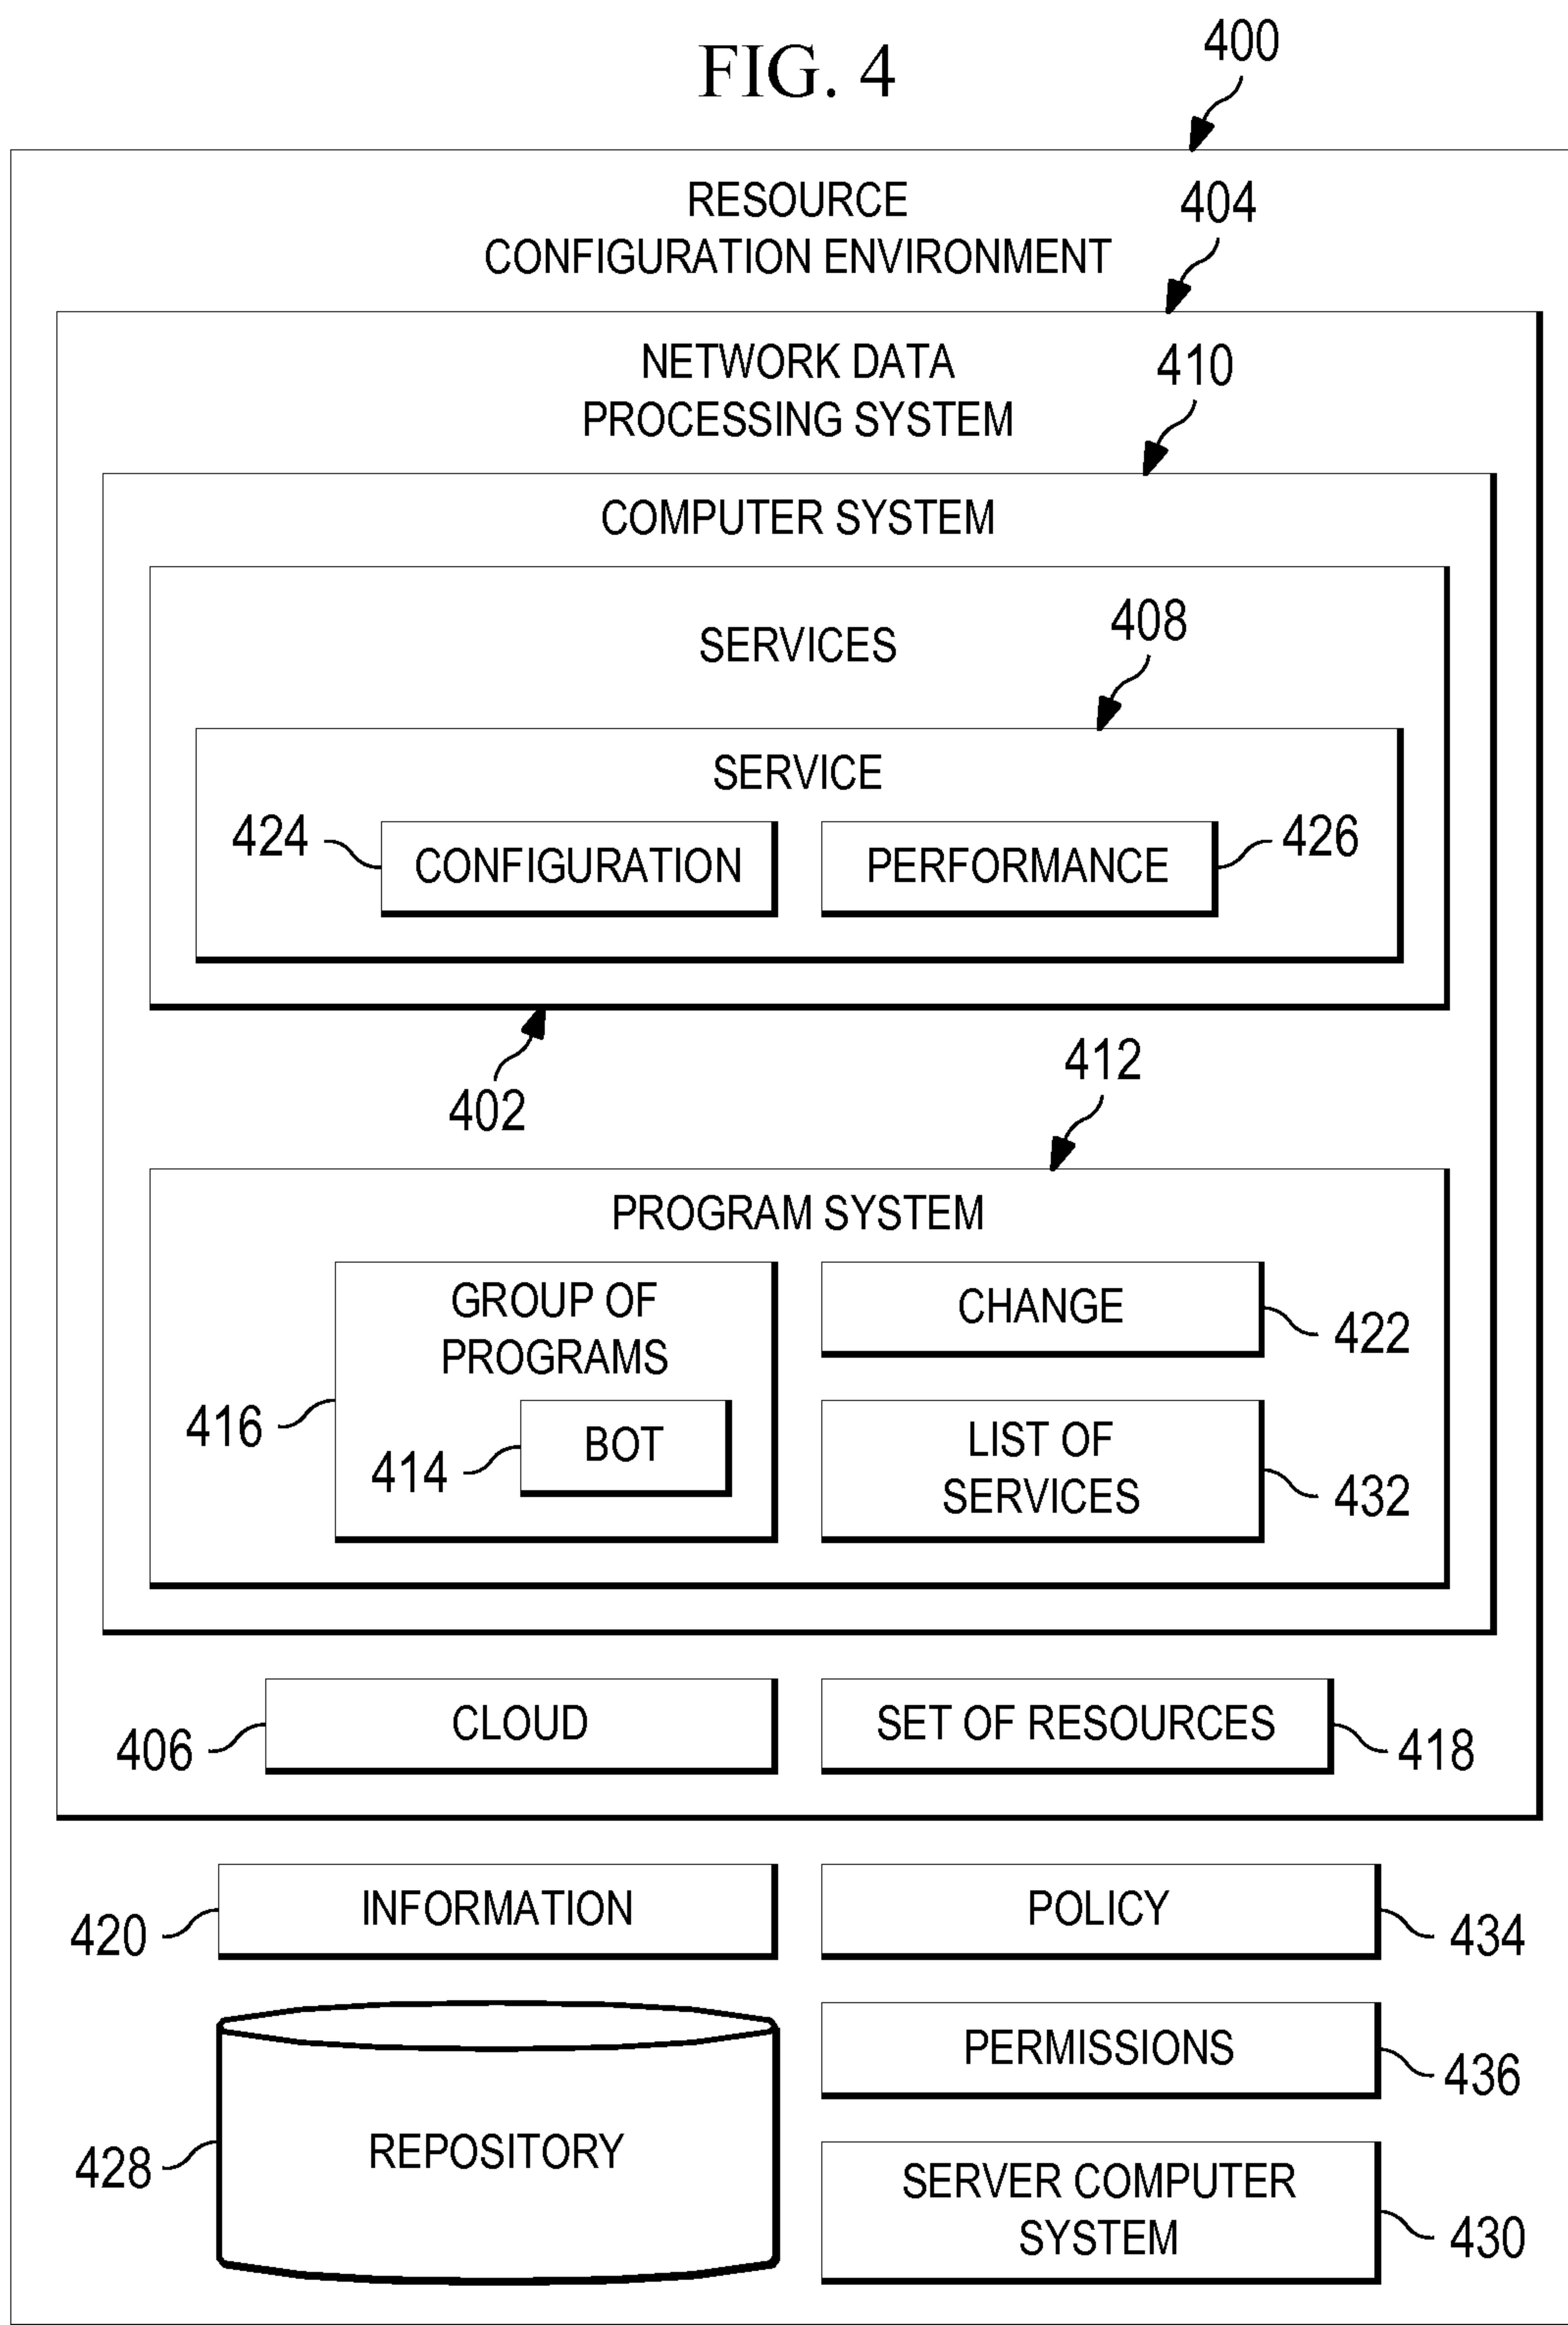 FIG. 4
400
RESOURCE
CONFIGURATION ENVIRONMENT
404
NETWORK DATA
PROCESSING SYSTEM
410
COMPUTER SYSTEM
SERVICES
408
SERVICE
424
CONFIGURATION
PERFORMANCE
426
402
412
PROGRAM SYSTEM
GROUP OF
PROGRAMS
416
414
BOT
CHANGE
422
LIST OF
SERVICES
432
406
CLOUD
SET OF RESOURCES
418
420
INFORMATION
POLICY
434
428
REPOSITORY
PERMISSIONS
436
SERVER COMPUTER
SYSTEM
430